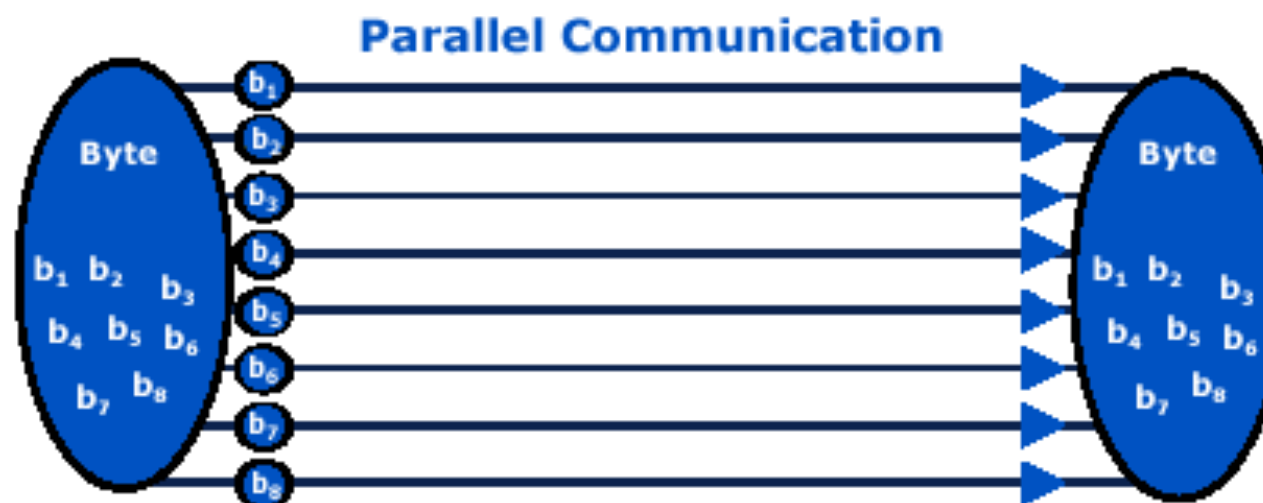 Parallel Communication
b₁
b₂
b₃
b₄
b₅
b₆
b₇
b₈
Byte
b₁ b₂ b₃
b₄ b₅ b₆
b₇ b₈
Byte
b₁ b₂ b₃
b₄ b₅ b₆
b₇ b₈